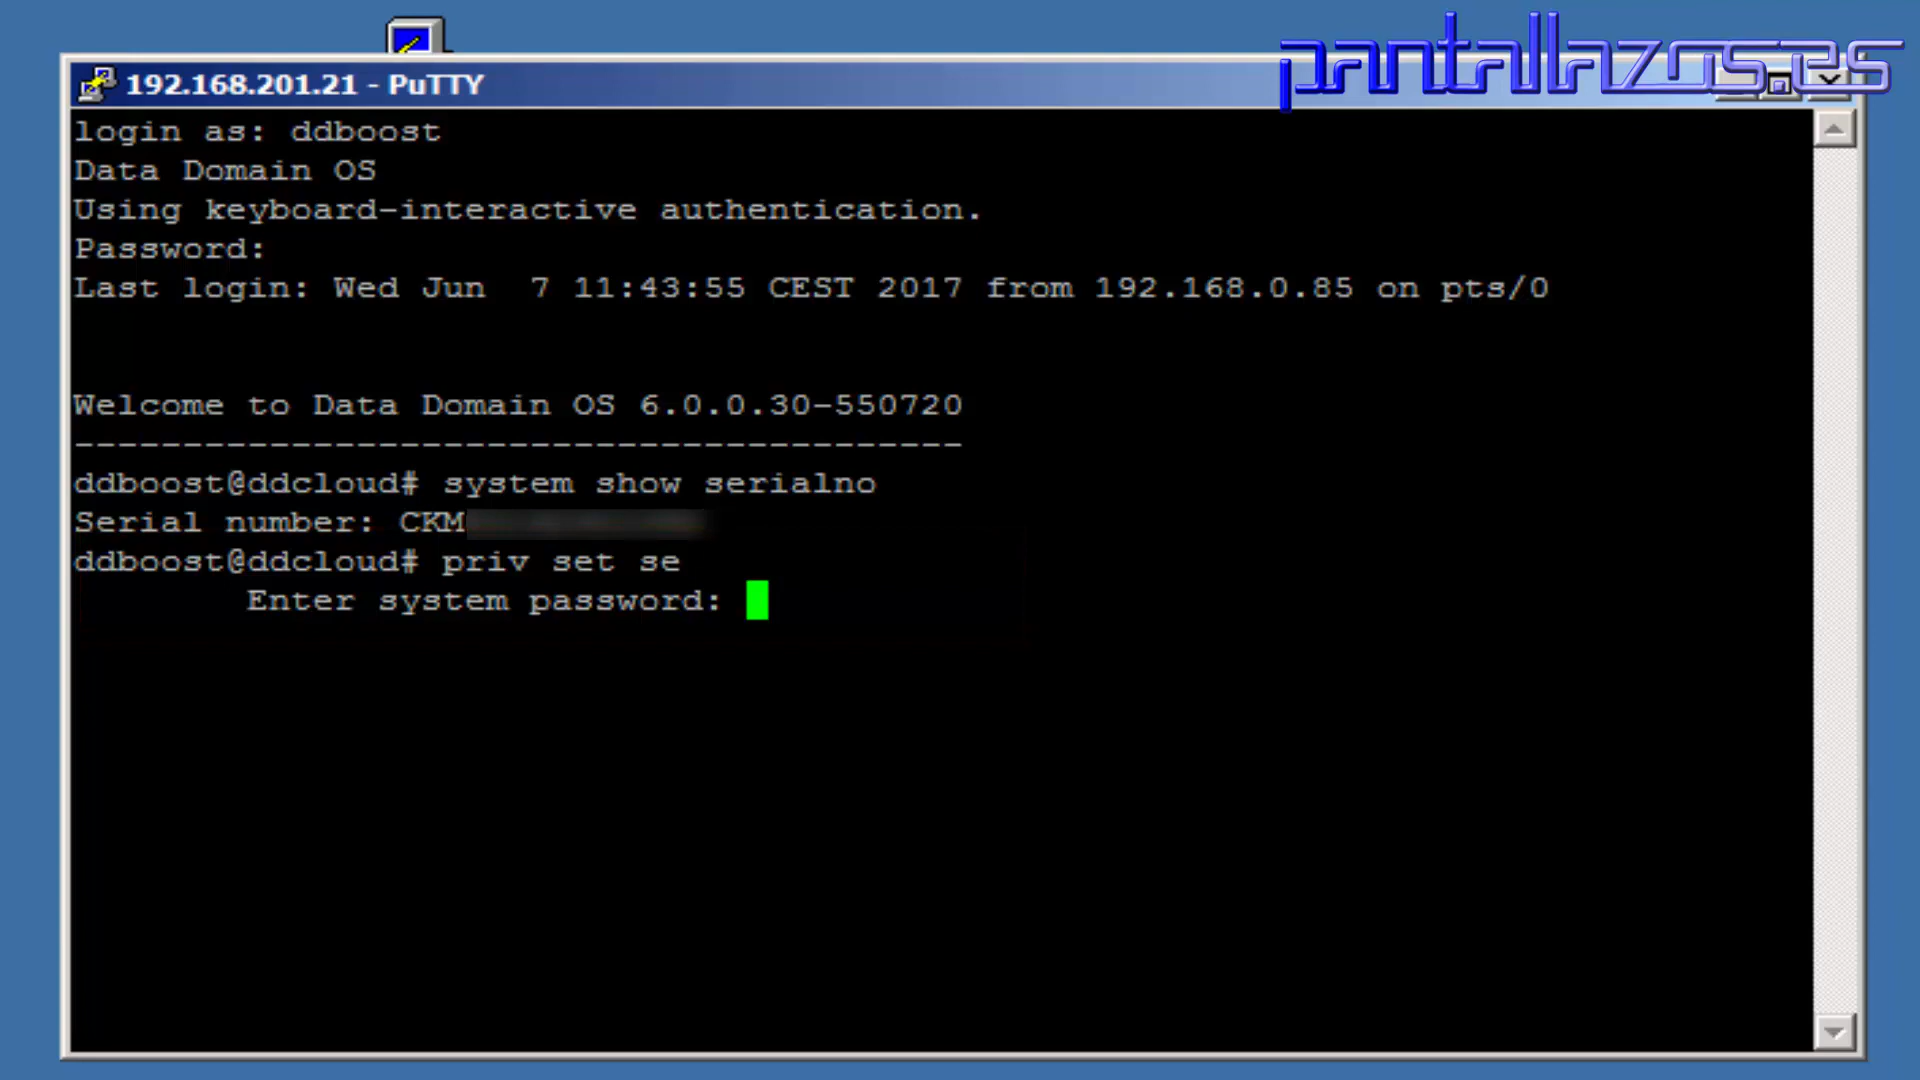 pantallazos.es
192.168.201.21 - PuTTY
login as: ddboost
Data Domain OS
Using keyboard-interactive authentication.
Password:
Last login: Wed Jun  7 11:43:55 CEST 2017 from 192.168.0.85 on pts/0
Welcome to Data Domain OS 6.0.0.30-550720
-----------------------------------------
ddboost@ddcloud# system show serialno
Serial number: CKM
ddboost@ddcloud# priv set se
Enter system password: